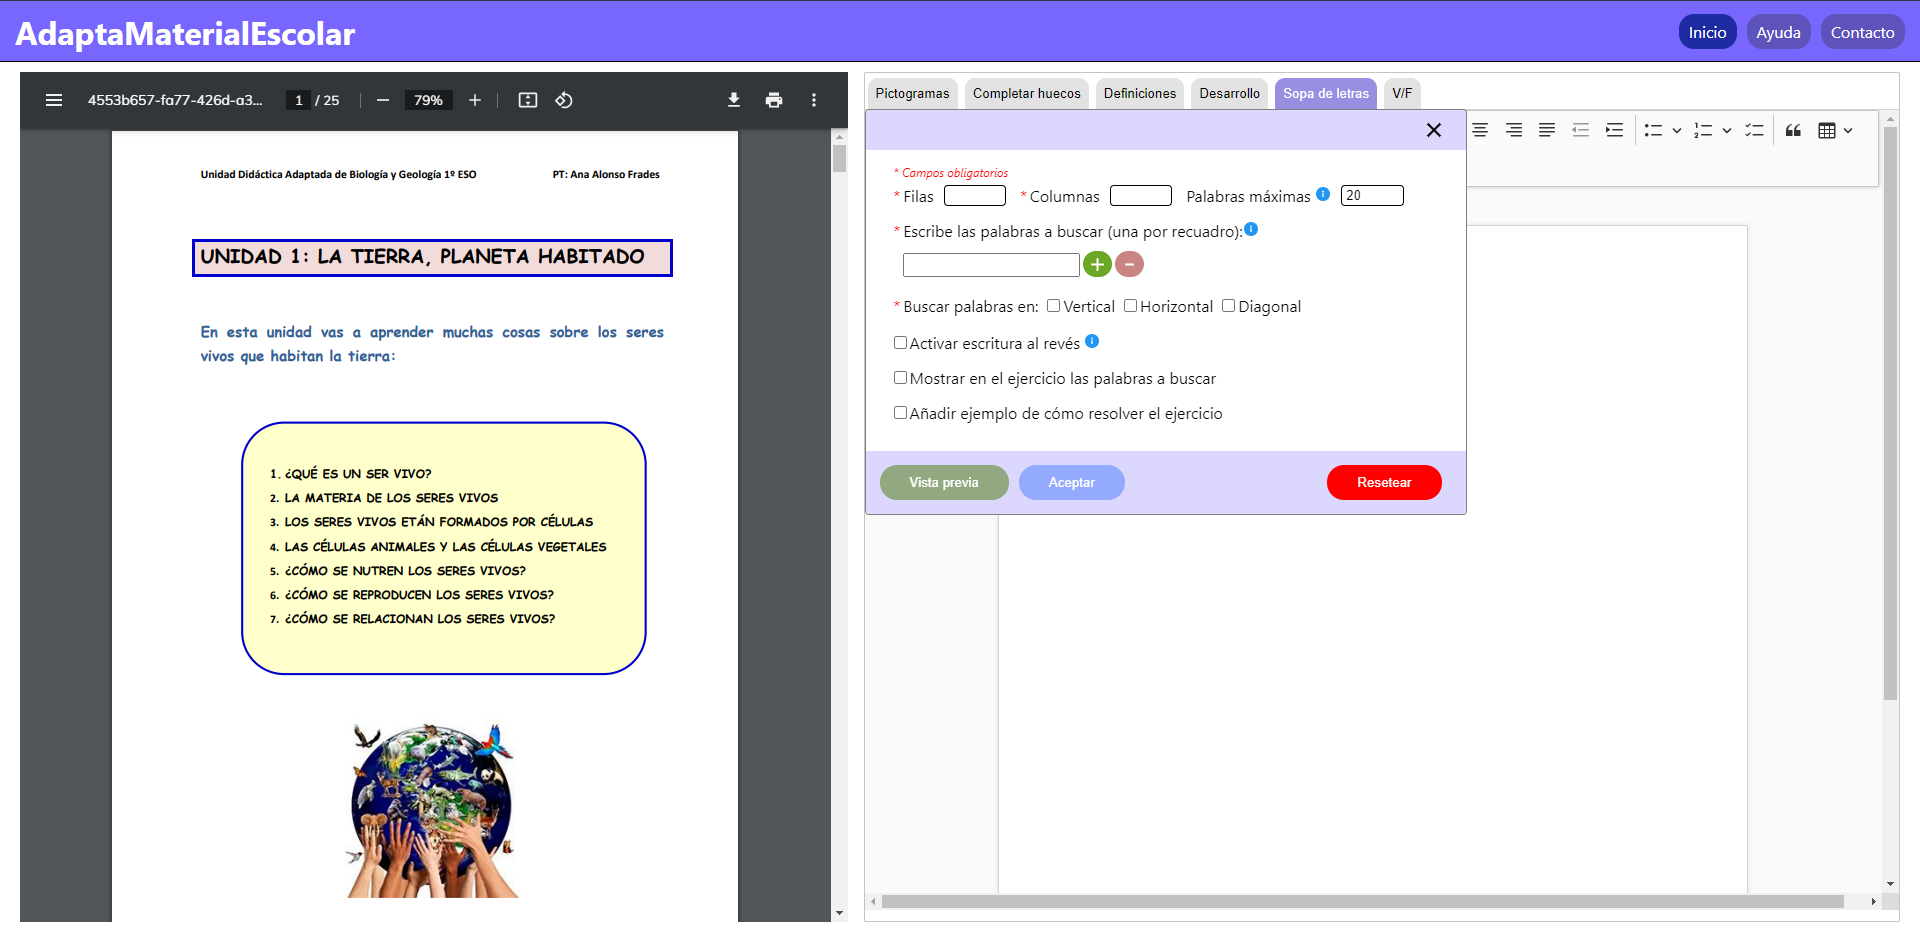 AdaptaMaterialEscolar
Inicio
Ayuda
Contacto
4553b657-fa77-426d-a3...
1 / 25
79%
Unidad Didáctica Adaptada de Biología y Geología 1º ESO
PT: Ana Alonso Frades
UNIDAD 1: LA TIERRA, PLANETA HABITADO
En esta unidad vas a aprender muchas cosas sobre los seres
vivos que habitan la tierra:
1. ¿QUÉ ES UN SER VIVO?
2. LA MATERIA DE LOS SERES VIVOS
3. LOS SERES VIVOS ETÁN FORMADOS POR CÉLULAS
4. LAS CÉLULAS ANIMALES Y LAS CÉLULAS VEGETALES
5. ¿CÓMO SE NUTREN LOS SERES VIVOS?
6. ¿CÓMO SE REPRODUCEN LOS SERES VIVOS?
7. ¿CÓMO SE RELACIONAN LOS SERES VIVOS?
Pictogramas
Completar huecos
Definiciones
Desarrollo
Sopa de letras
V/F
* Campos obligatorios
* Filas
* Columnas
Palabras máximas
20
* Escribe las palabras a buscar (una por recuadro):
* Buscar palabras en: Vertical Horizontal Diagonal
Activar escritura al revés
Mostrar en el ejercicio las palabras a buscar
Añadir ejemplo de cómo resolver el ejercicio
Vista previa
Aceptar
Resetear